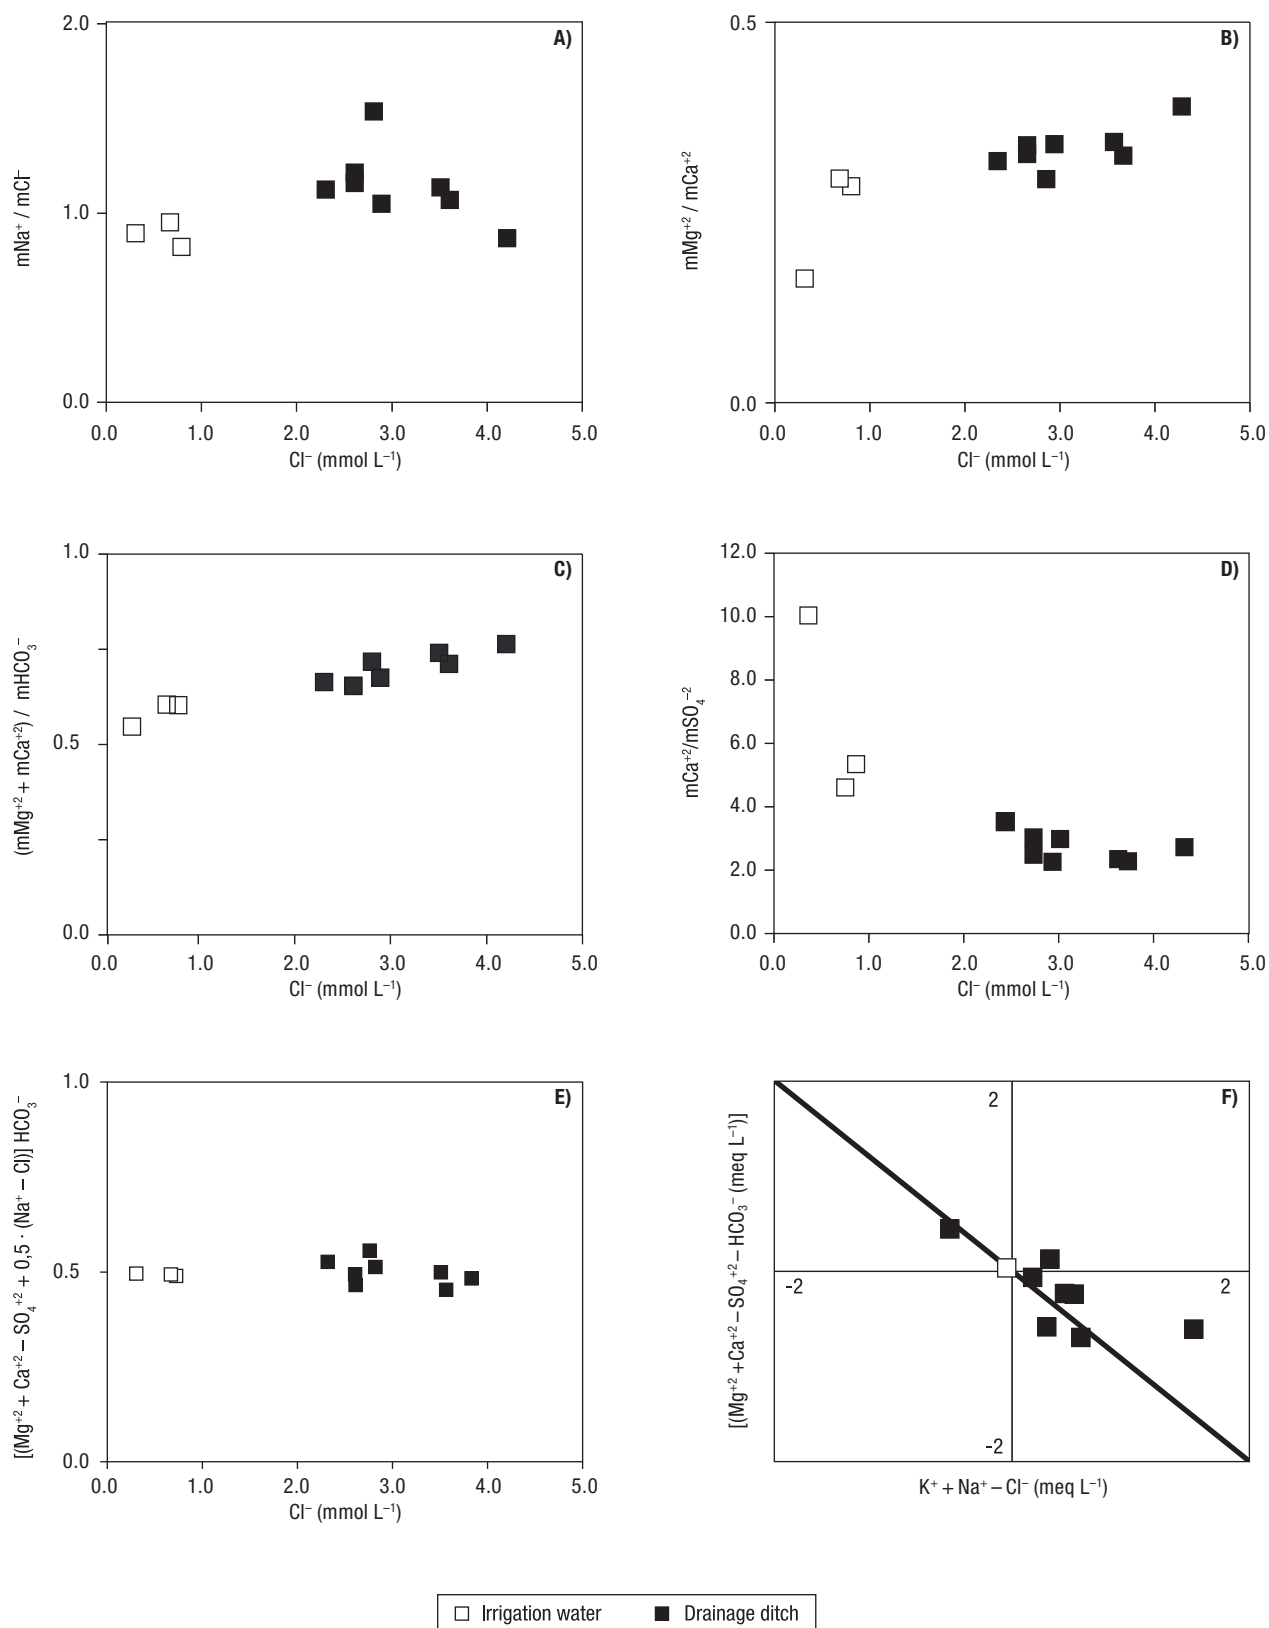 A)
2.0
1.0
0.0
mNa⁺ / mCl⁻
0.0 1.0 2.0 3.0 4.0 5.0
Cl⁻ (mmol L⁻¹)
B)
0.5
0.0
mMg⁺² / mCa⁺²
0.0 1.0 2.0 3.0 4.0 5.0
Cl⁻ (mmol L⁻¹)
C)
1.0
0.5
0.0
(mMg⁺² + mCa⁺²) / mHCO₃⁻
0.0 1.0 2.0 3.0 4.0 5.0
Cl⁻ (mmol L⁻¹)
D)
12.0
10.0
8.0
6.0
4.0
2.0
0.0
mCa⁺²/mSO₄⁻²
0.0 1.0 2.0 3.0 4.0 5.0
Cl⁻ (mmol L⁻¹)
E)
1.0
0.5
0.0
[(Mg⁺² + Ca⁺² – SO₄⁺² + 0,5 · (Na⁺ – Cl)] HCO₃⁻
0.0 1.0 2.0 3.0 4.0 5.0
Cl⁻ (mmol L⁻¹)
F)
2
-2 2
-2
[(Mg⁺² +Ca⁺² – SO₄⁺² – HCO₃⁻ (meq L⁻¹)]
K⁺ + Na⁺ – Cl⁻ (meq L⁻¹)
Irrigation water Drainage ditch